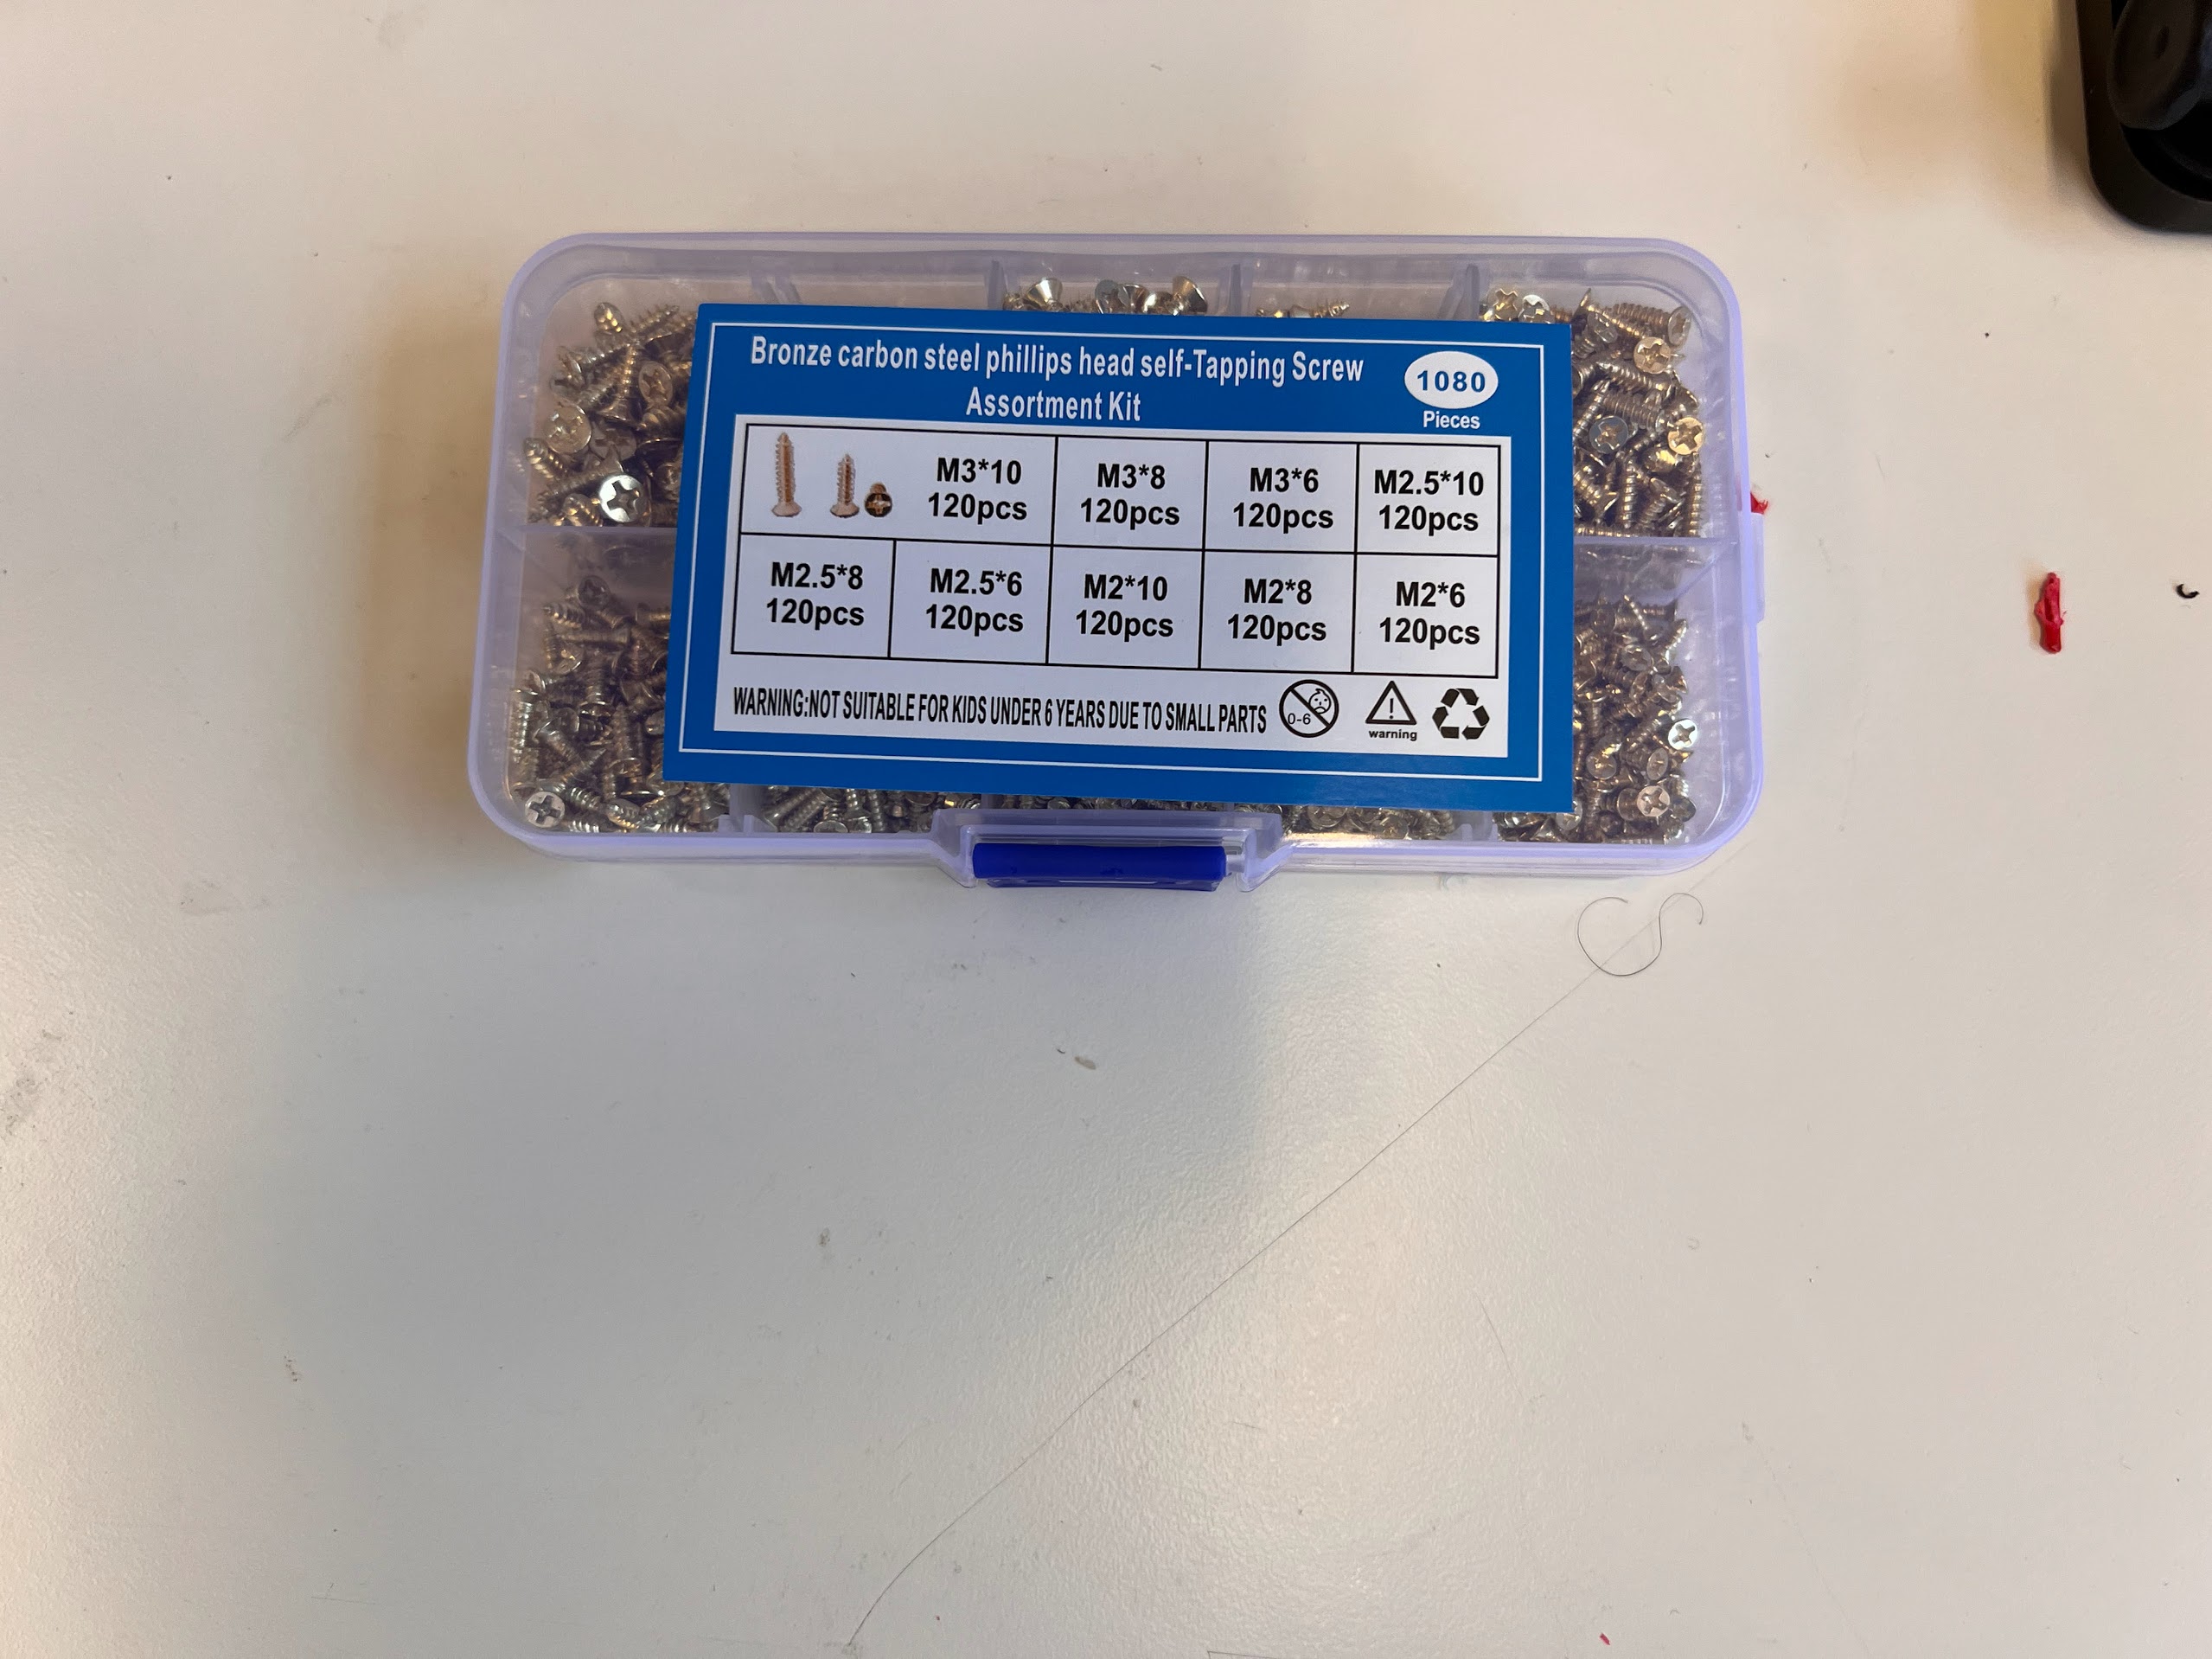 Bronze carbon steel phillips head self-Tapping Screw
Assortment Kit
1080
Pieces
M3*10
120pcs
M3*8
120pcs
M3*6
120pcs
M2.5*10
120pcs
M2.5*8
120pcs
M2.5*6
120pcs
M2*10
120pcs
M2*8
120pcs
M2*6
120pcs
WARNING:NOT SUITABLE FOR KIDS UNDER 6 YEARS DUE TO SMALL PARTS
0-6
warning